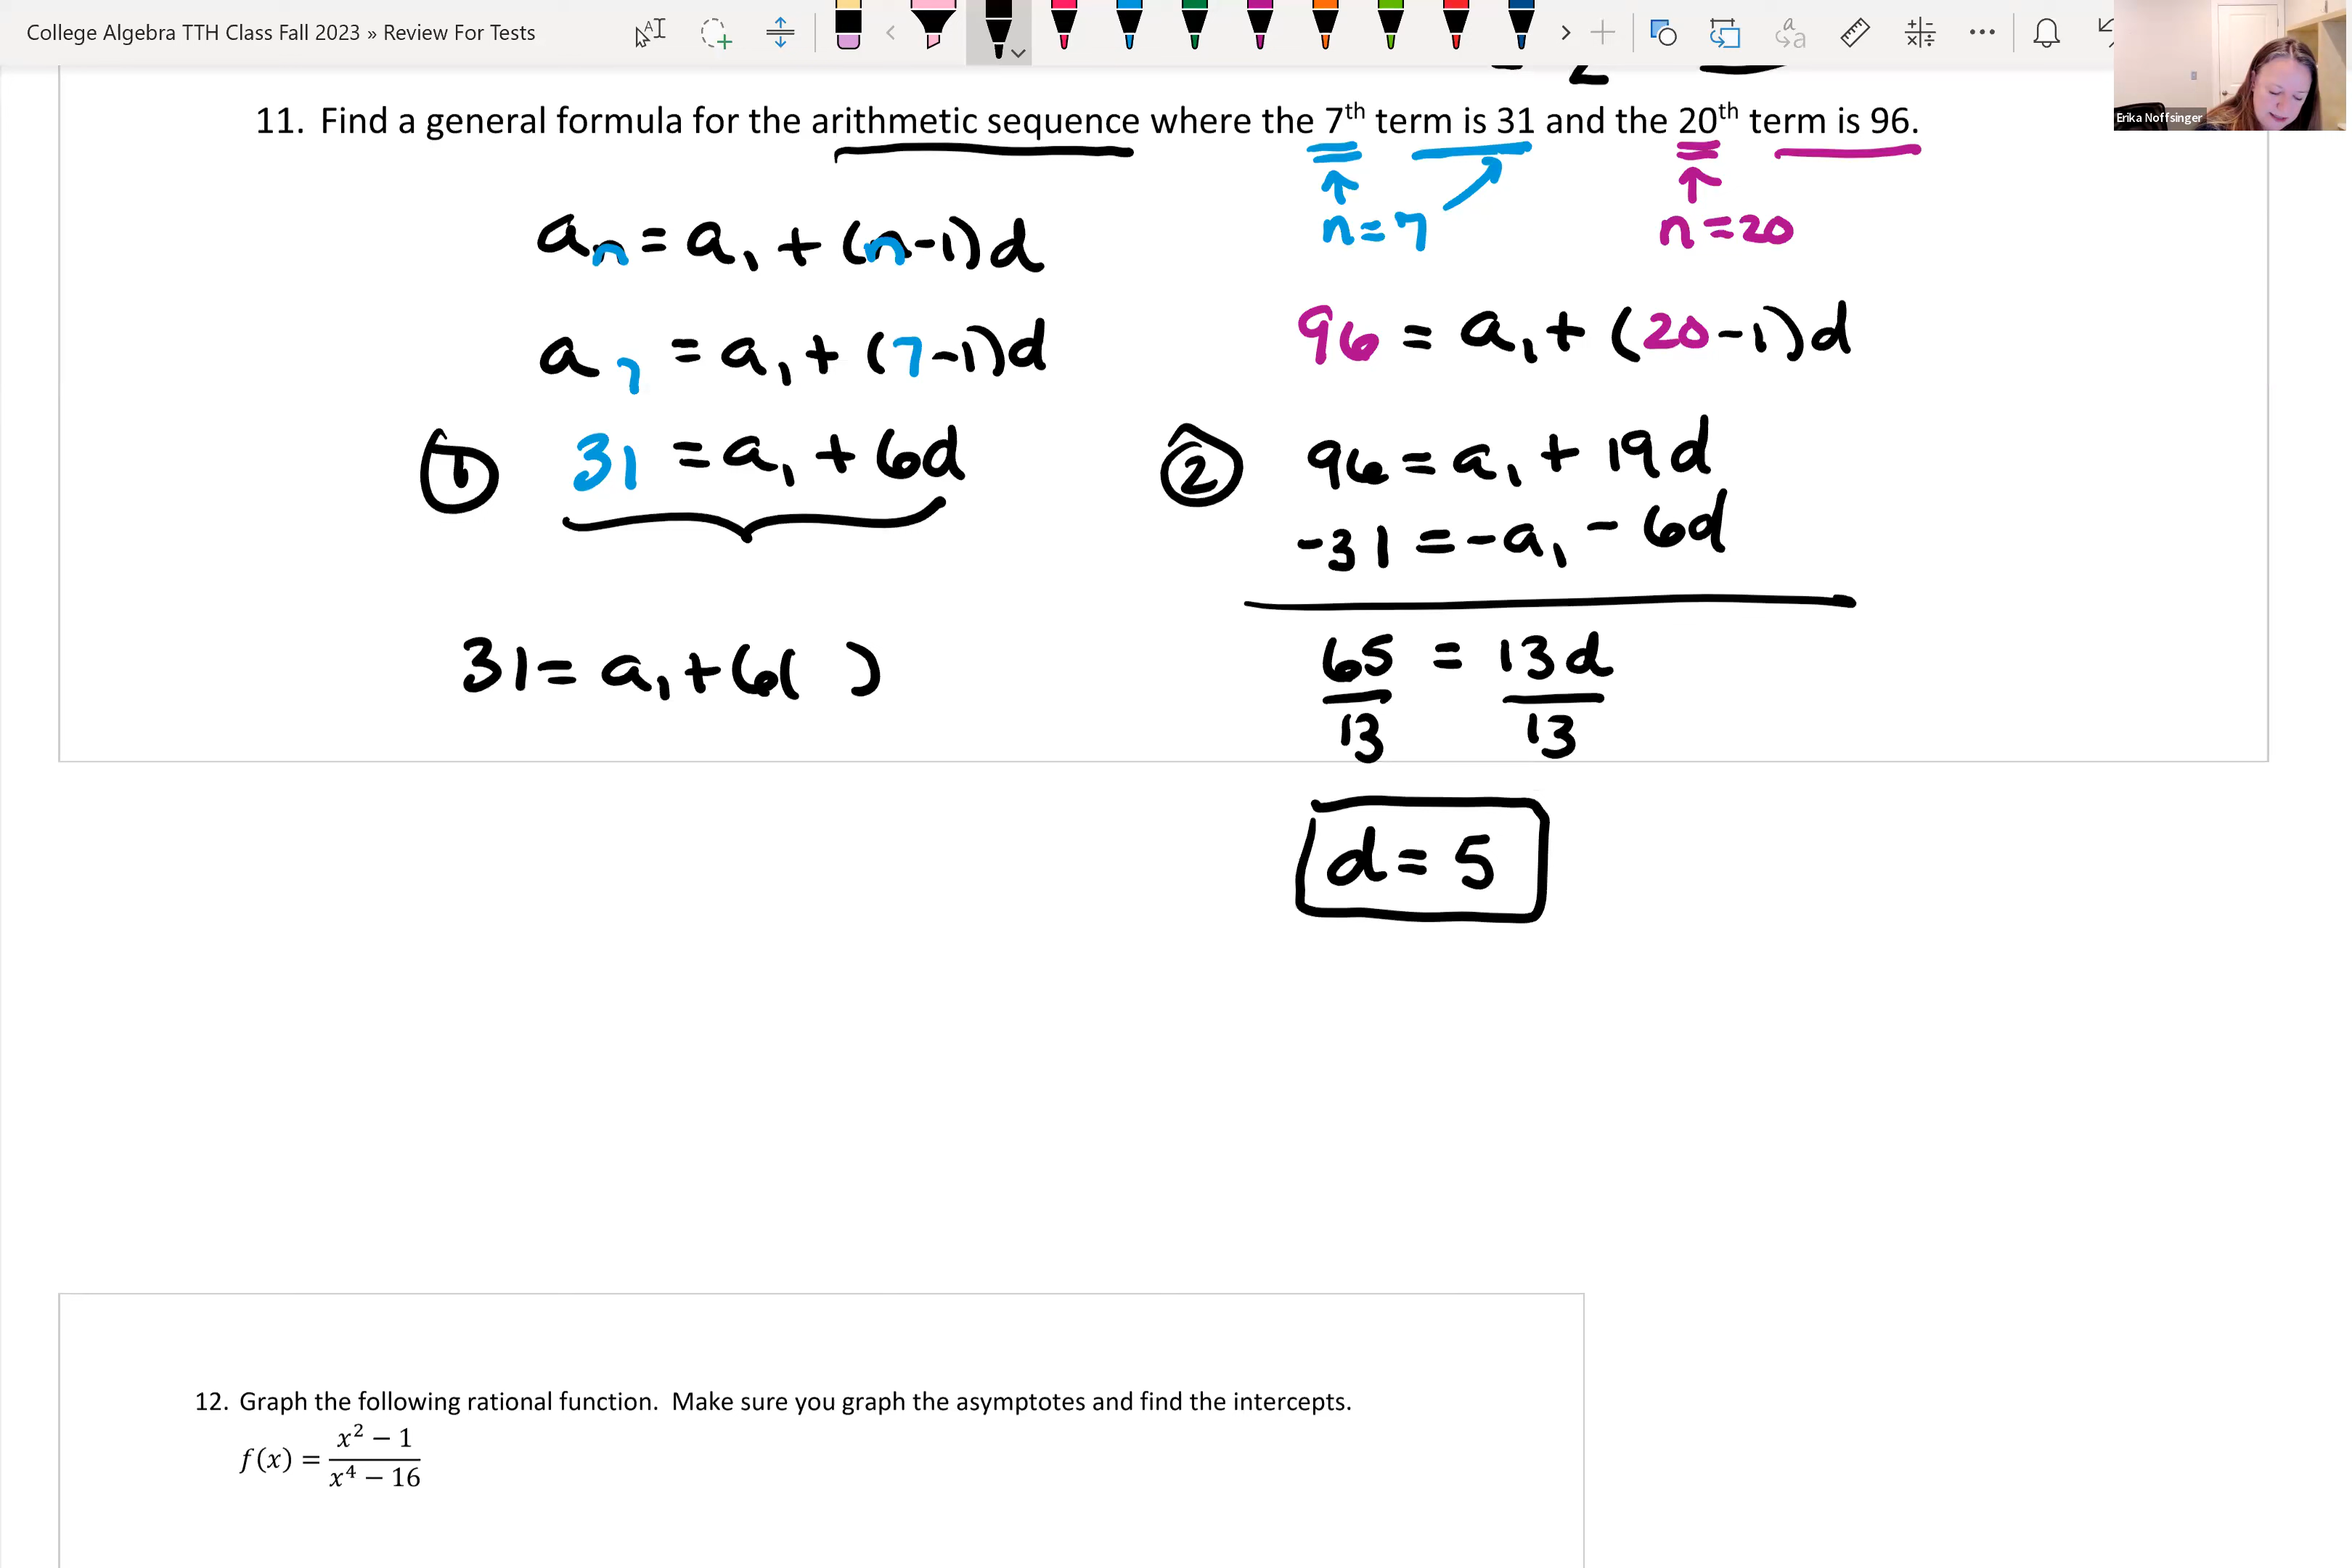 College Algebra TTH Class Fall 2023 » Review For Tests
Erika Noffsinger
11. Find a general formula for the arithmetic sequence where the 7th term is 31 and the 20th term is 96.
n=7
n=20
aₙ = a₁ + (n-1)d
a₇ = a₁ + (7-1)d
① 31 = a₁ + 6d
31 = a₁ + 6( )
96 = a₁ + (20-1)d
② 96 = a₁ + 19d
-31 = -a₁ - 6d
65 = 13d
13 13
d = 5
12. Graph the following rational function. Make sure you graph the asymptotes and find the intercepts.
f(x) = (x² − 1)/(x⁴ − 16)